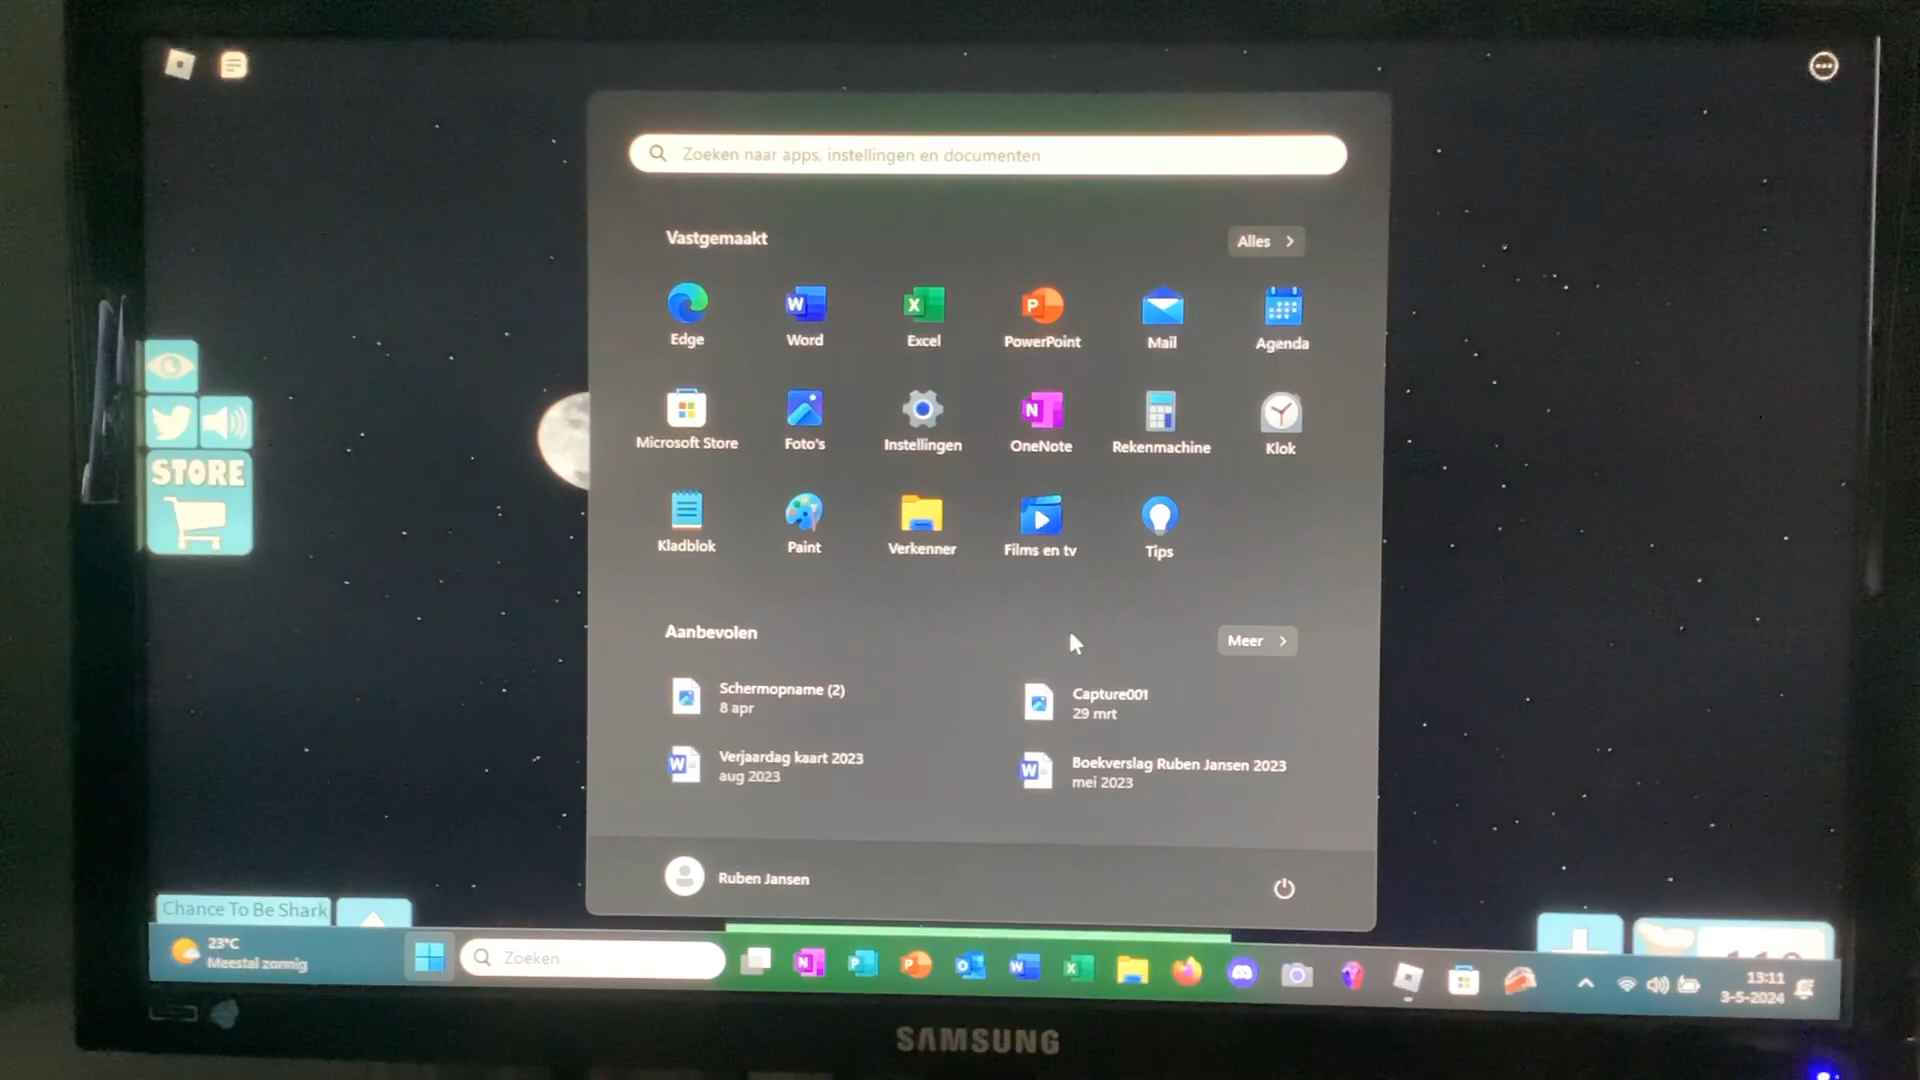 Zoeken naar apps, instellingen en documenten
Vastgemaakt
Alles
Edge
Word
Excel
PowerPoint
Mail
Agenda
Microsoft Store
Foto's
Instellingen
OneNote
Rekenmachine
Klok
Kladblok
Paint
Verkenner
Films en tv
Tips
Aanbevolen
Meer
Schermopname (2)
8 apr
Capture001
29 mrt
Verjaardag kaart 2023
aug 2023
Boekverslag Ruben Jansen 2023
mei 2023
Ruben Jansen
STORE
Chance To Be Shark
23°C
Meestal zonnig
Zoeken
13:11
3-5-2024
SAMSUNG